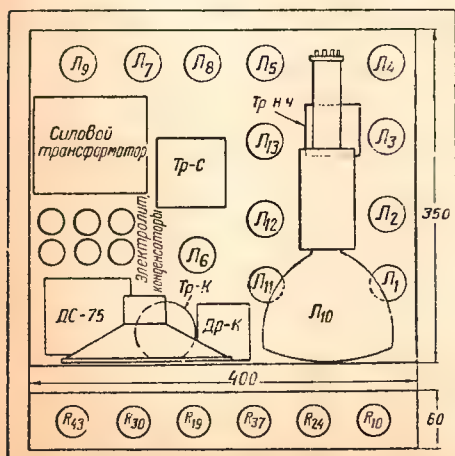 Л9 Л7 Л8 Л5 Л4
Тр НЧ
Силовой
трансформатор
Тр-С
Л13
Л3
Электролит.
конденсаторы
Л12
Л2
350
Л6
Тр-К
Л11
Л1
ДС-75
Др-К
Л10
400
R43 R30 R19 R37 R24 R10
60